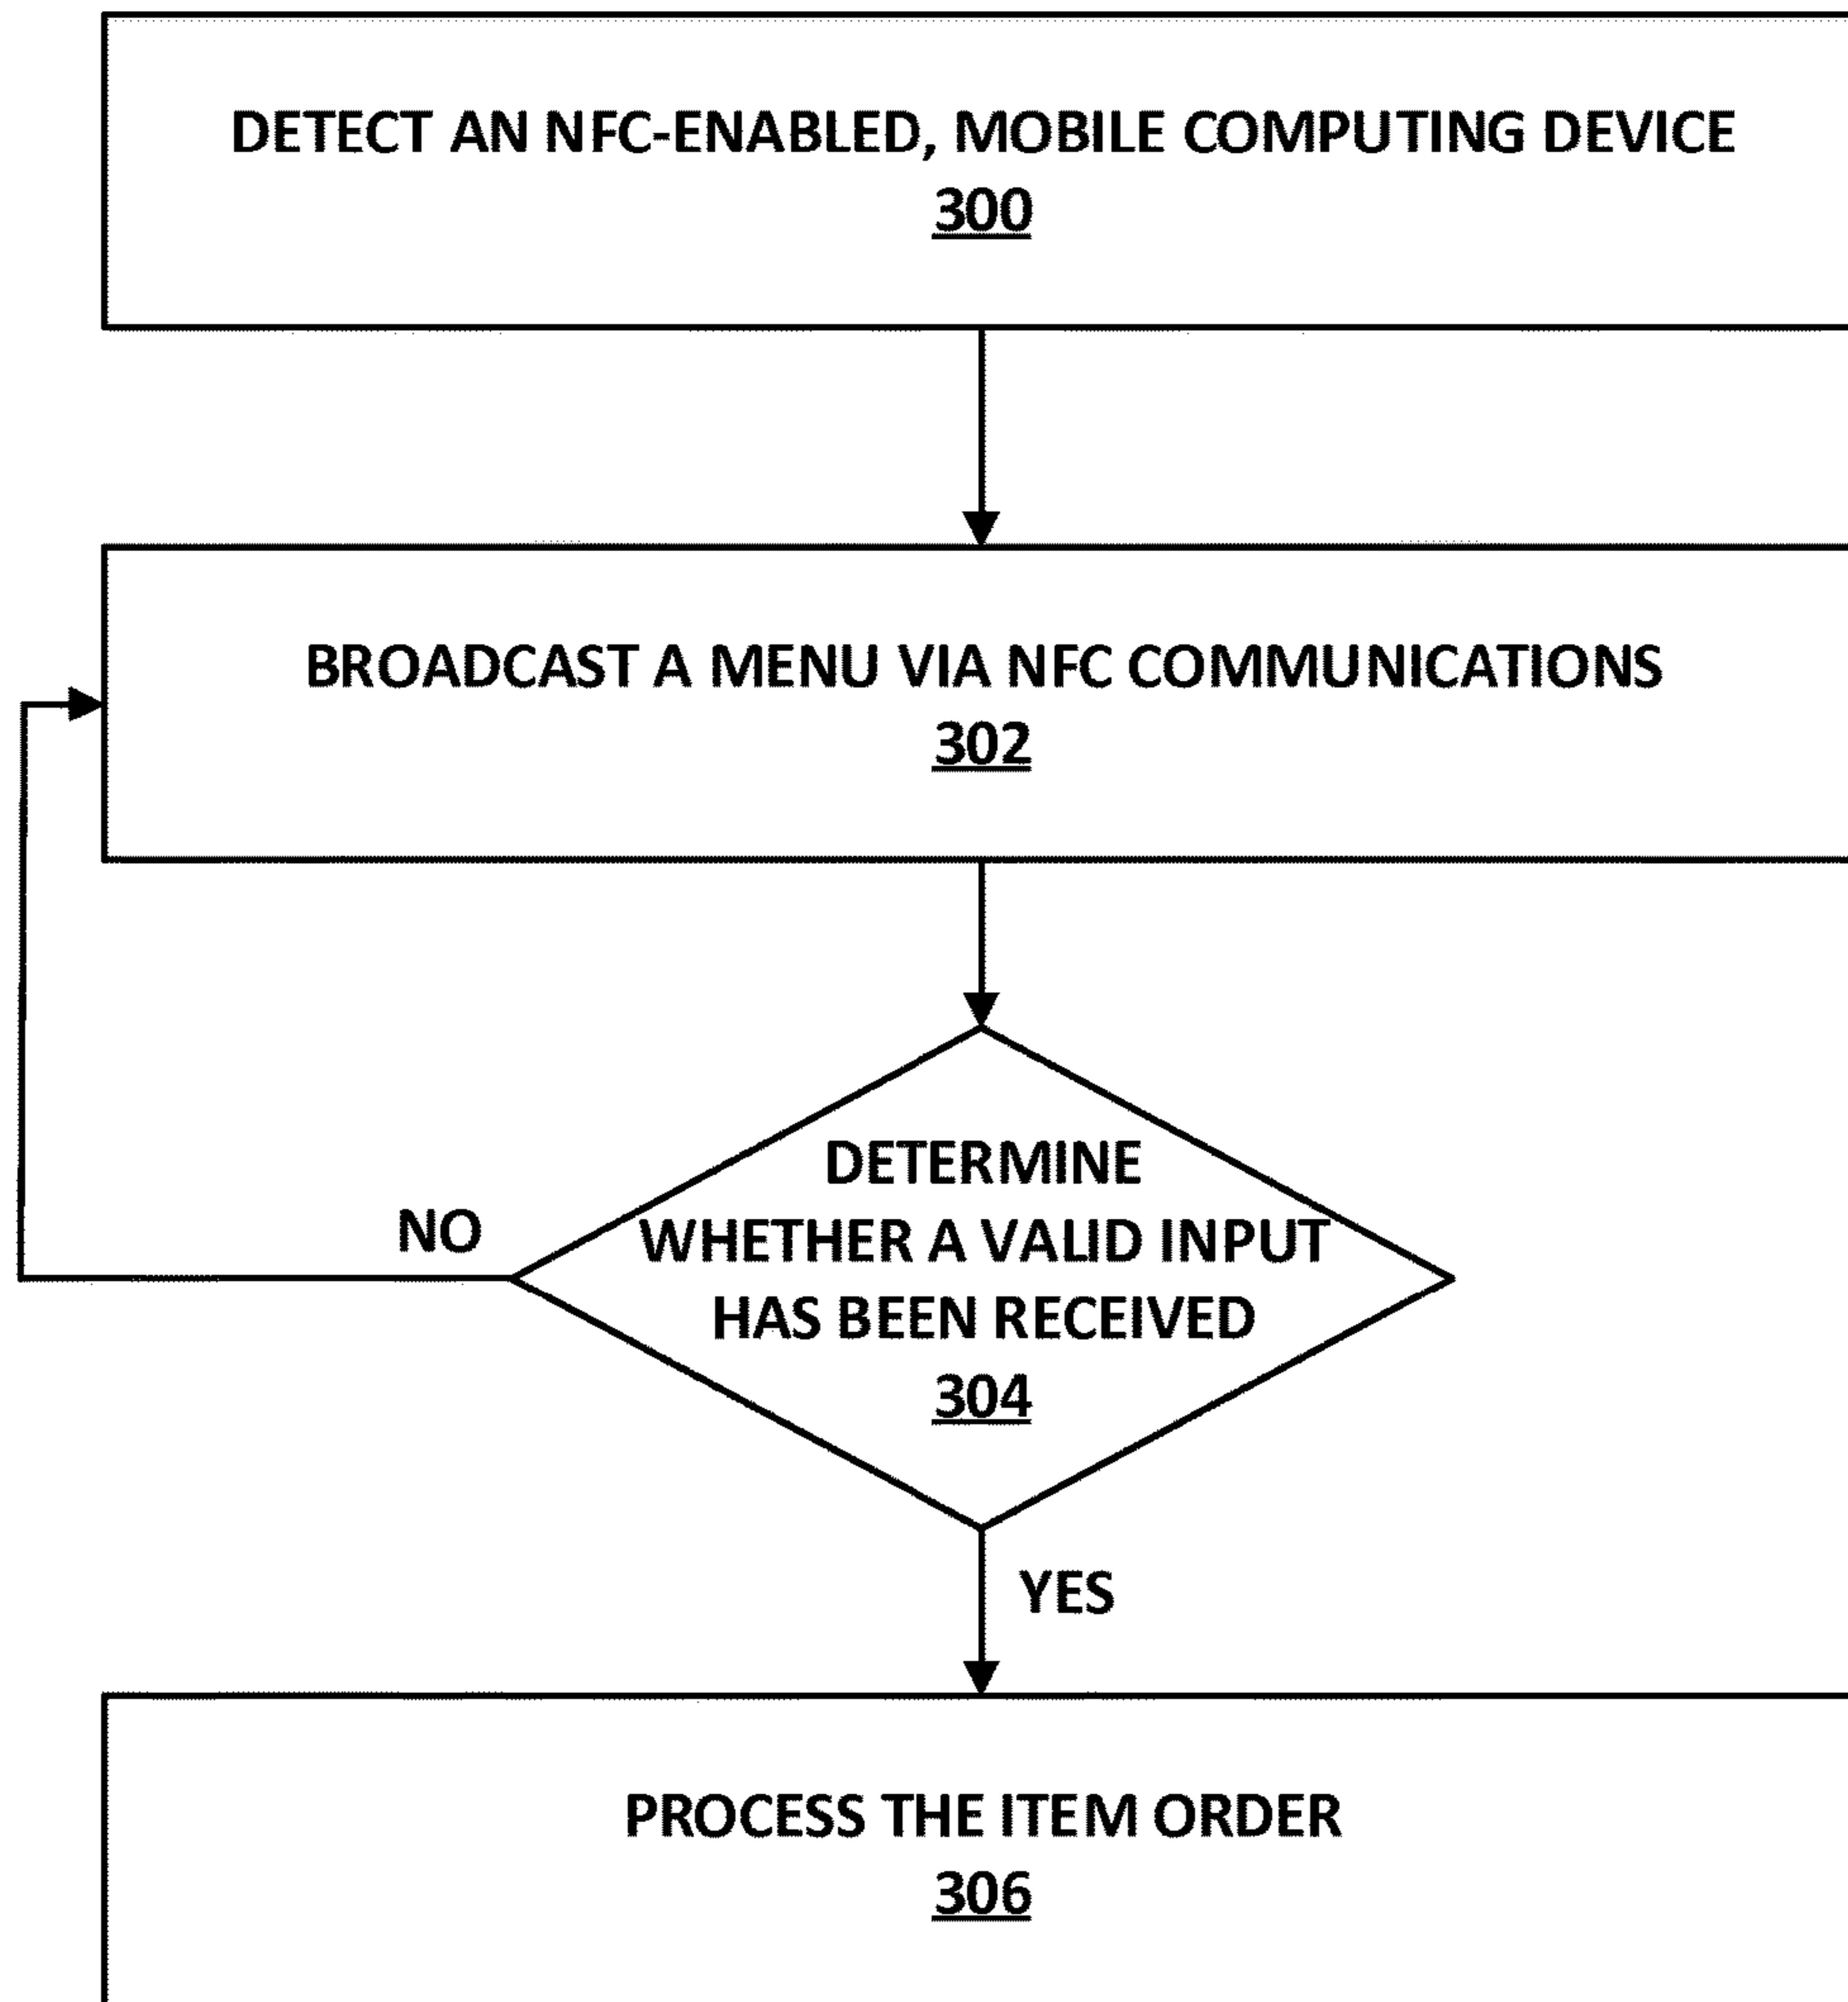 DETECT AN NFC-ENABLED, MOBILE COMPUTING DEVICE
300
BROADCAST A MENU VIA NFC COMMUNICATIONS
302
DETERMINE
WHETHER A VALID INPUT
HAS BEEN RECEIVED
304
NO
YES
PROCESS THE ITEM ORDER
306